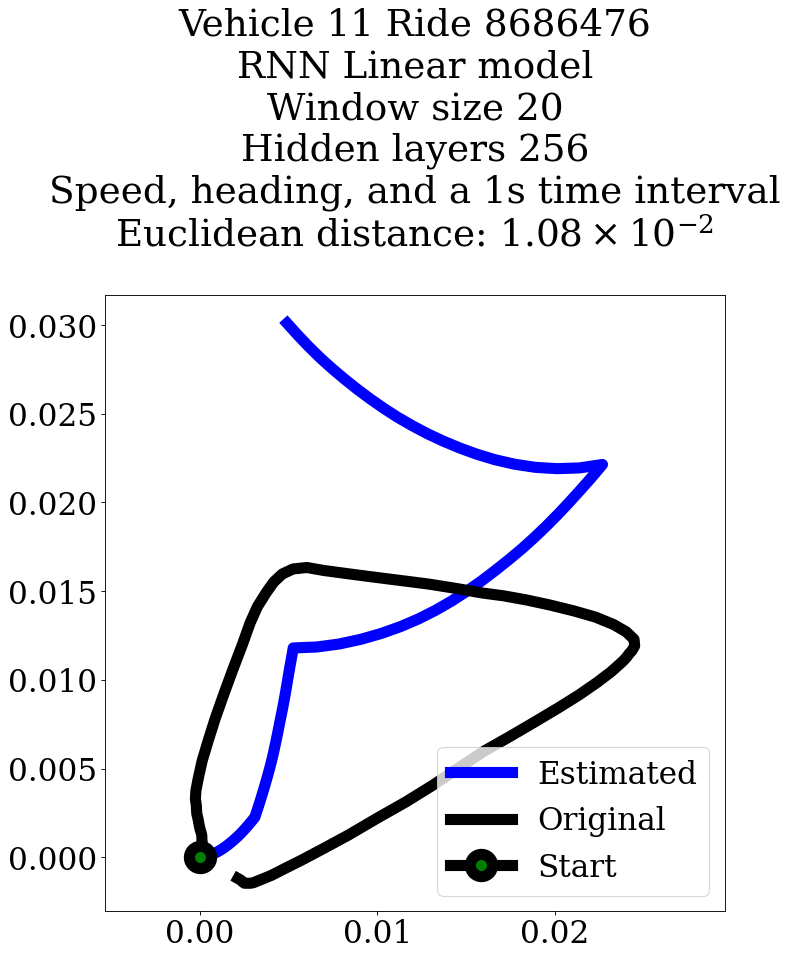 Vehicle 11 Ride 8686476
RNN Linear model
Window size 20
Hidden layers 256
Speed, heading, and a 1s time interval
Euclidean distance: 1.08 × 10⁻²
0.030
0.025
0.020
0.015
0.010
0.005
0.000
Estimated
Original
Start
0.00 0.01 0.02